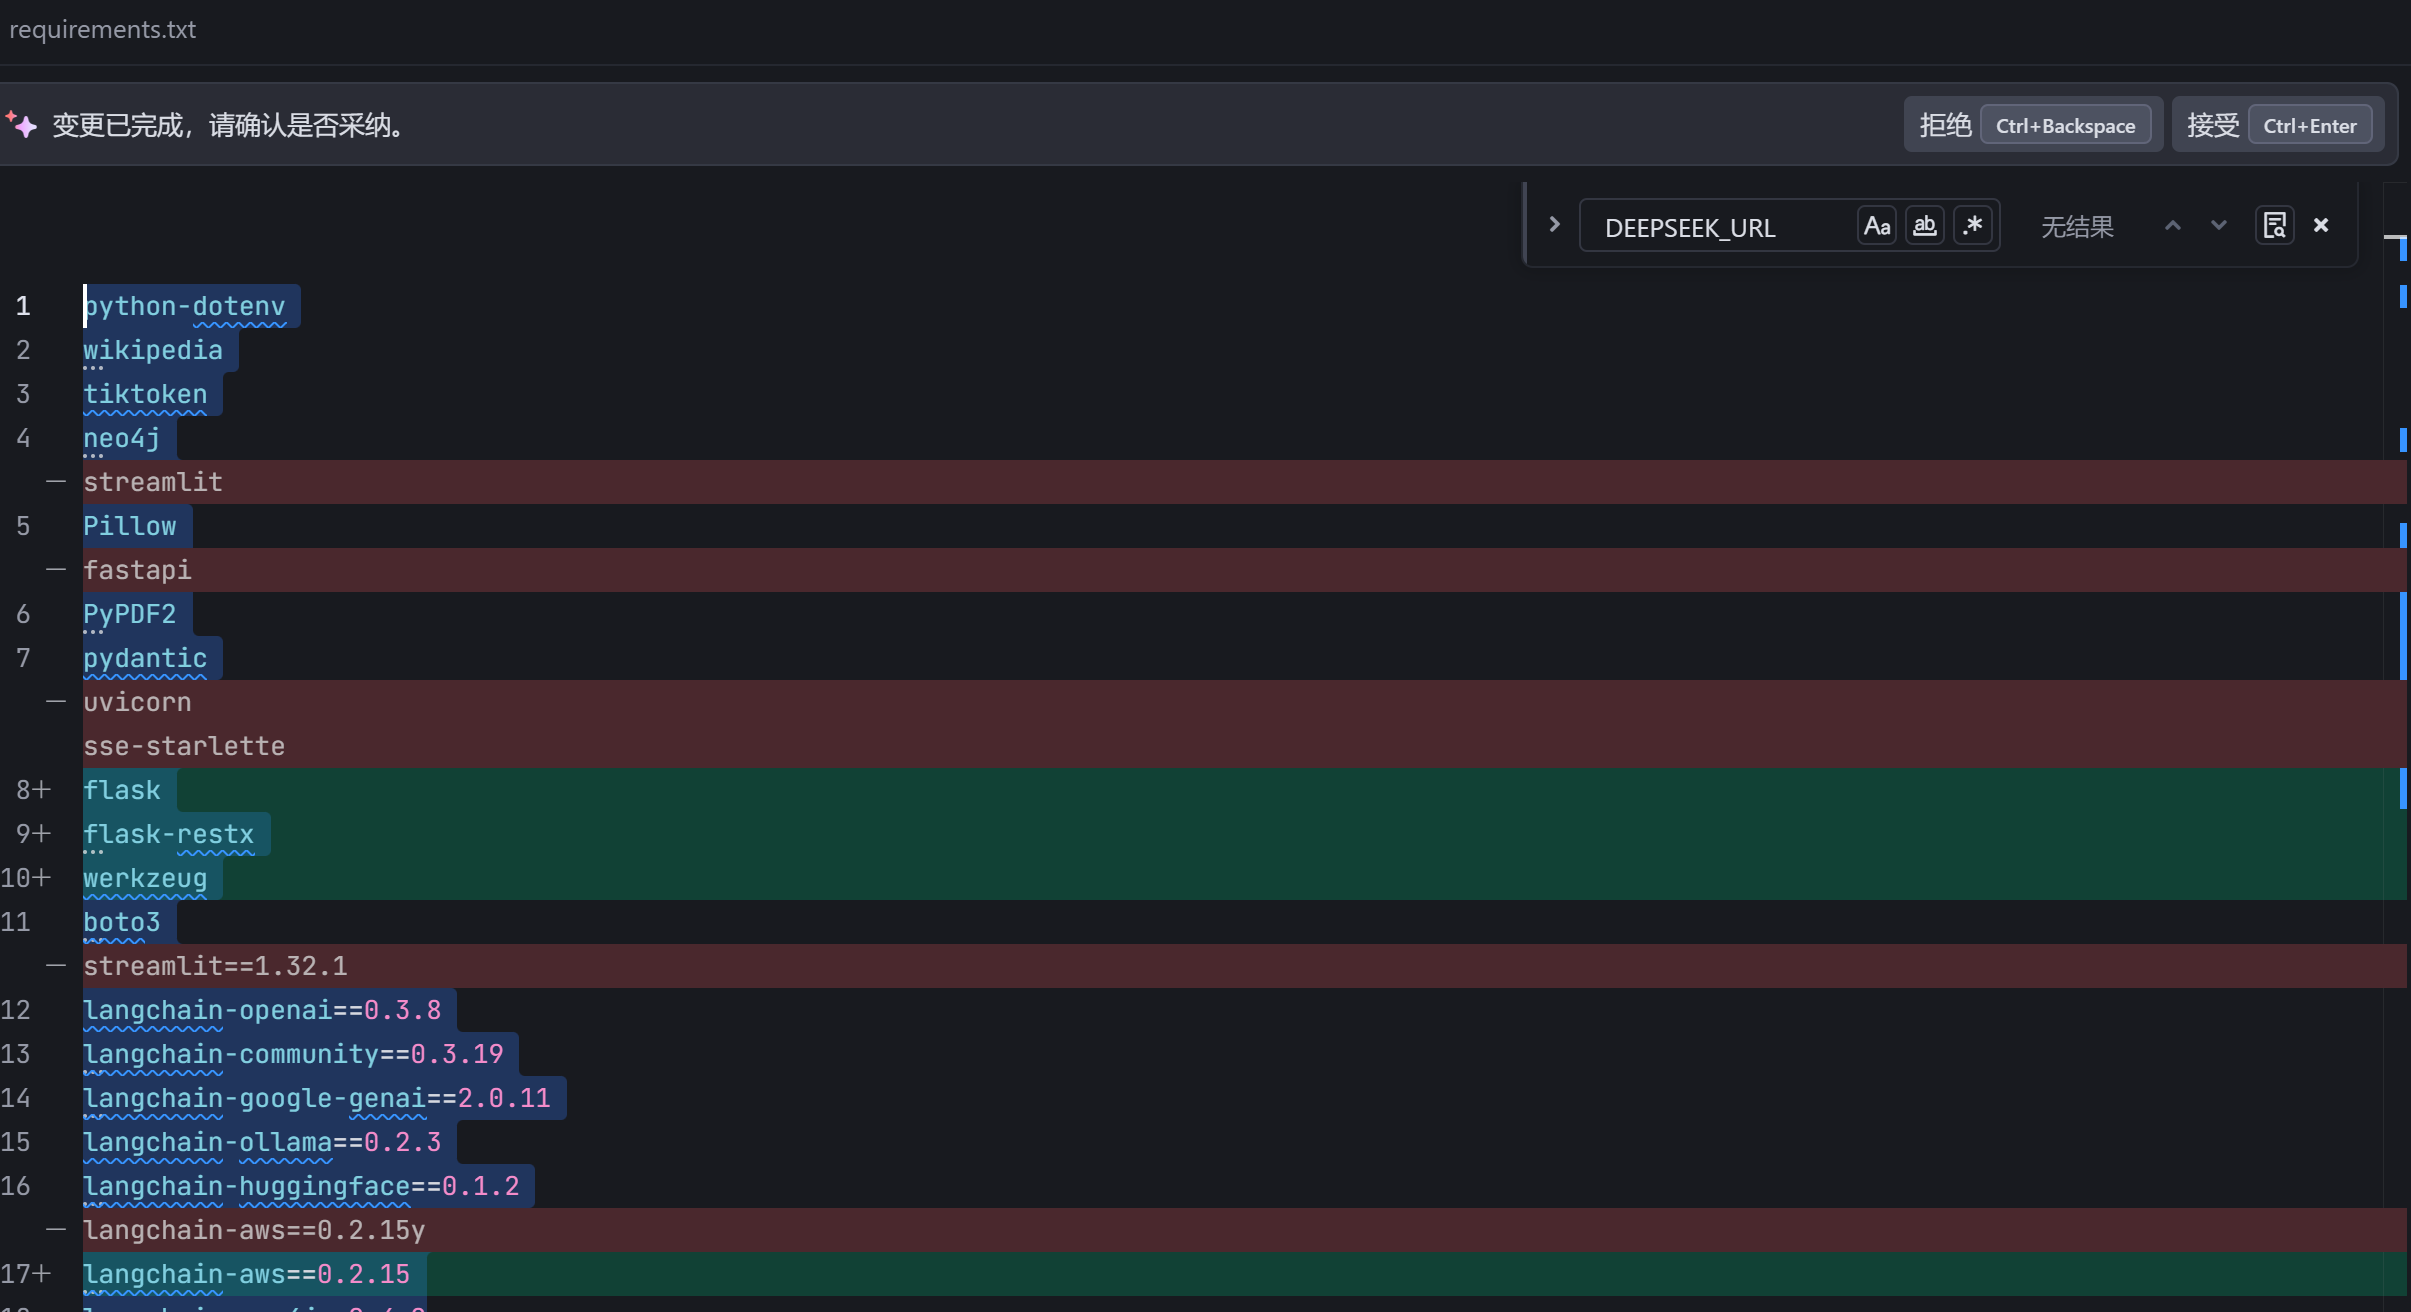 requirements.txt
变更已完成，请确认是否采纳。
拒绝 Ctrl+Backspace 接受 Ctrl+Enter
DEEPSEEK_URL Aa ab .* 无结果
1 python-dotenv
2 wikipedia
3 tiktoken
4 neo4j
— streamlit
5 Pillow
— fastapi
6 PyPDF2
7 pydantic
— uvicorn
sse-starlette
8+ flask
9+ flask-restx
10+ werkzeug
11 boto3
— streamlit==1.32.1
12 langchain-openai==0.3.8
13 langchain-community==0.3.19
14 langchain-google-genai==2.0.11
15 langchain-ollama==0.2.3
16 langchain-huggingface==0.1.2
— langchain-aws==0.2.15y
17+ langchain-aws==0.2.15